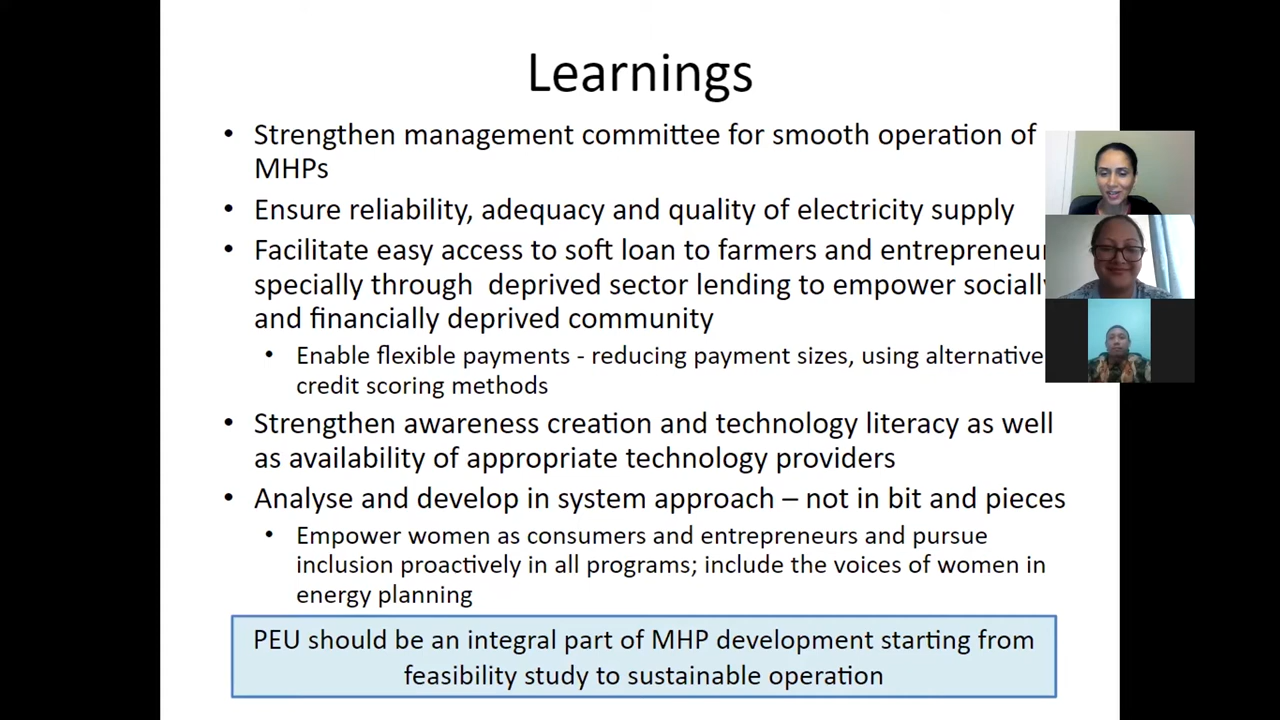 Learnings
• Strengthen management committee for smooth operation of
MHPs
• Ensure reliability, adequacy and quality of electricity supply
• Facilitate easy access to soft loan to farmers and entrepreneur
specially through deprived sector lending to empower socially
and financially deprived community
• Enable flexible payments - reducing payment sizes, using alternative
credit scoring methods
• Strengthen awareness creation and technology literacy as well
as availability of appropriate technology providers
• Analyse and develop in system approach – not in bit and pieces
• Empower women as consumers and entrepreneurs and pursue
inclusion proactively in all programs; include the voices of women in
energy planning
PEU should be an integral part of MHP development starting from
feasibility study to sustainable operation